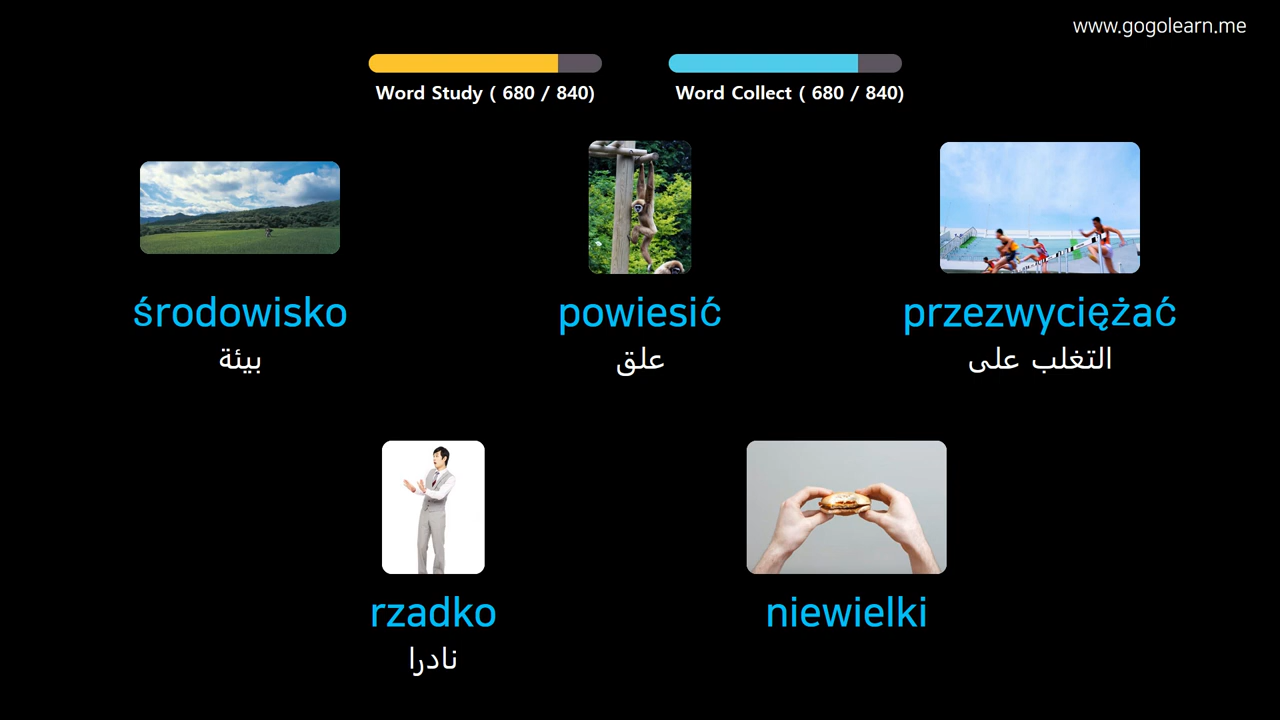 www.gogolearn.me
Word Study ( 680 / 840)
Word Collect ( 680 / 840)
środowisko
بيئة
powiesić
علق
przezwyciężać
التغلب على
rzadko
نادرا
niewielki